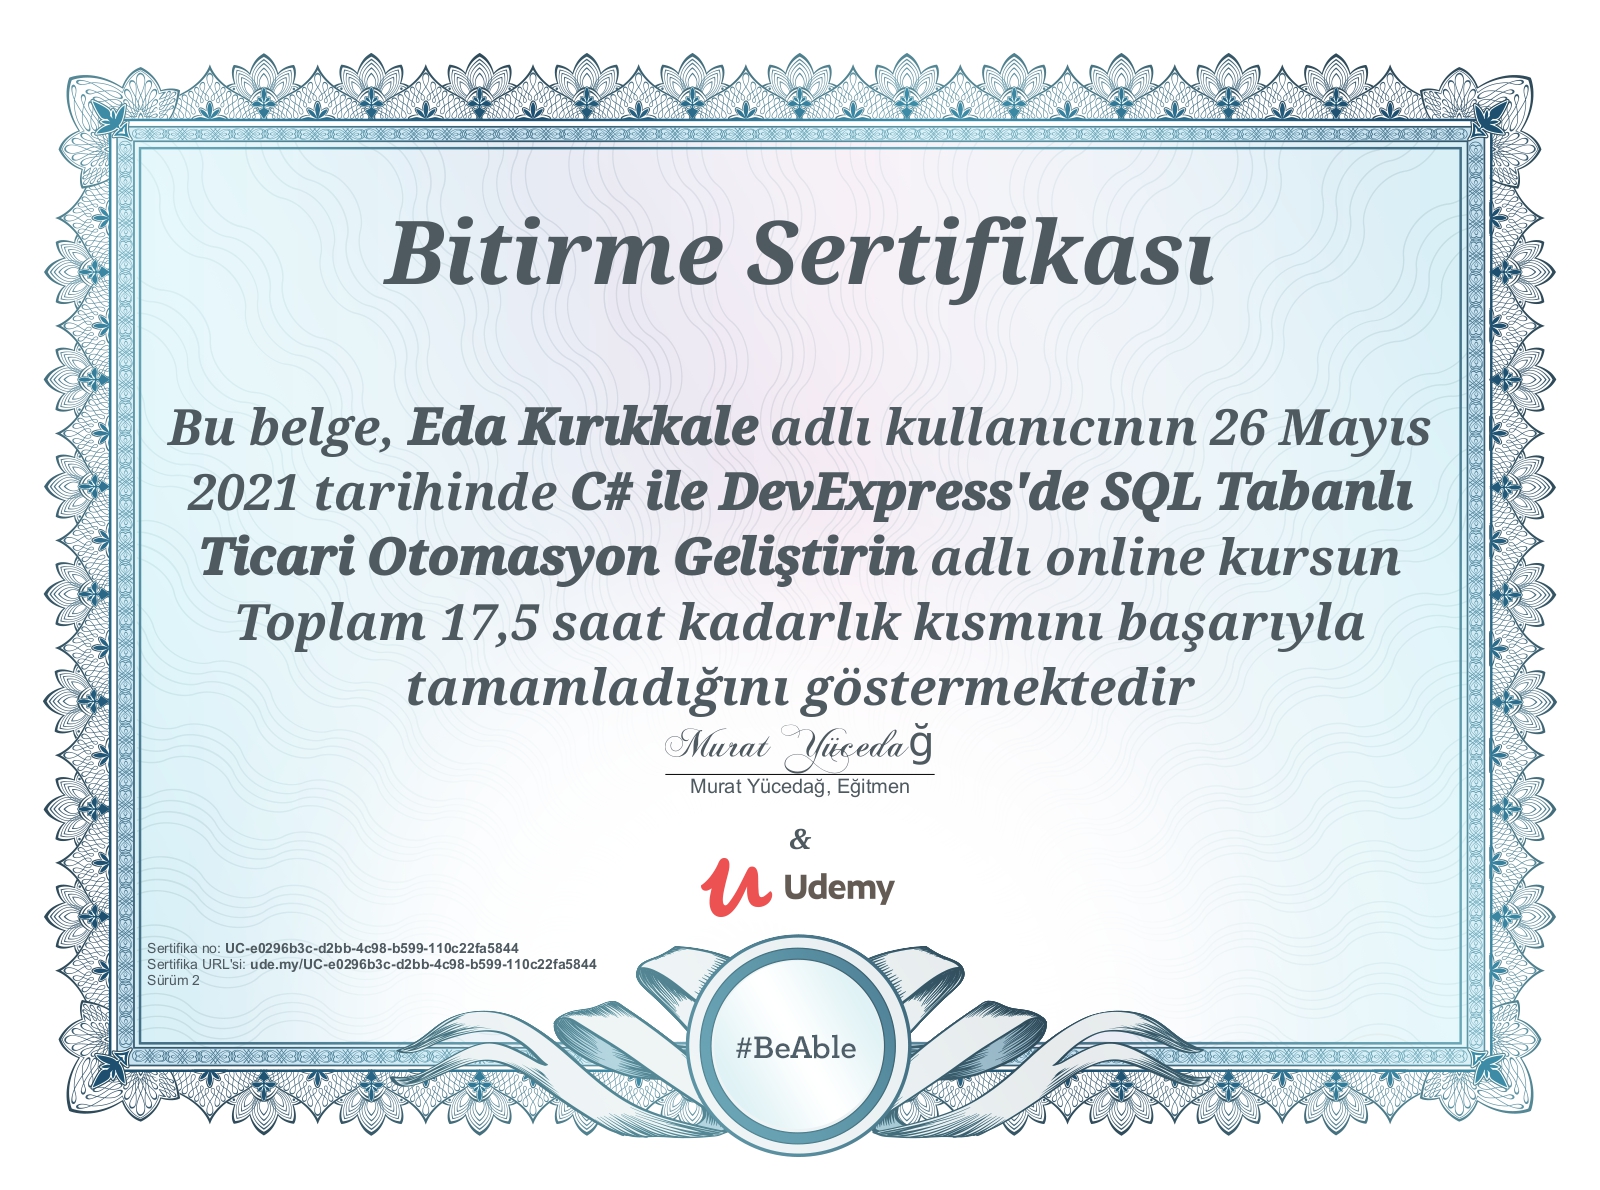 Bitirme Sertifikası
Bu belge, Eda Kırıkkale adlı kullanıcının 26 Mayıs
2021 tarihinde C# ile DevExpress'de SQL Tabanlı
Ticari Otomasyon Geliştirin adlı online kursun
Toplam 17,5 saat kadarlık kısmını başarıyla
tamamladığını göstermektedir
Murat Yücedağ
Murat Yücedağ, Eğitmen
&
Udemy
Sertifika no: UC-e0296b3c-d2bb-4c98-b599-110c22fa5844
Sertifika URL'si: ude.my/UC-e0296b3c-d2bb-4c98-b599-110c22fa5844
Sürüm 2
#BeAble